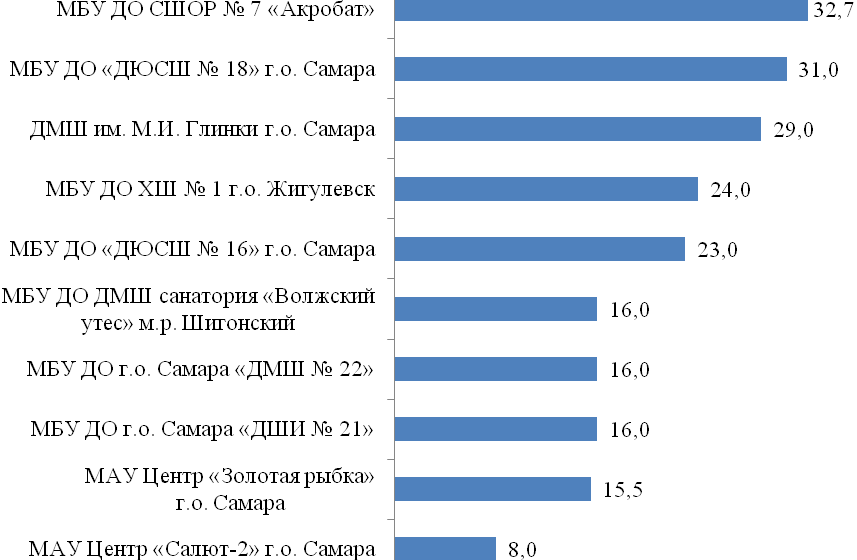 МБУ ДО СШОР № 7 «Акробат» 32,7
МБУ ДО «ДЮСШ № 18» г.о. Самара 31,0
ДМШ им. М.И. Глинки г.о. Самара 29,0
МБУ ДО ХШ № 1 г.о. Жигулевск 24,0
МБУ ДО «ДЮСШ № 16» г.о. Самара 23,0
МБУ ДО ДМШ санатория «Волжский
утес» м.р. Шигонский 16,0
МБУ ДО г.о. Самара «ДМШ № 22» 16,0
МБУ ДО г.о. Самара «ДШИ № 21» 16,0
МАУ Центр «Золотая рыбка»
г.о. Самара 15,5
МАУ Центр «Салют-2» г.о. Самара 8,0